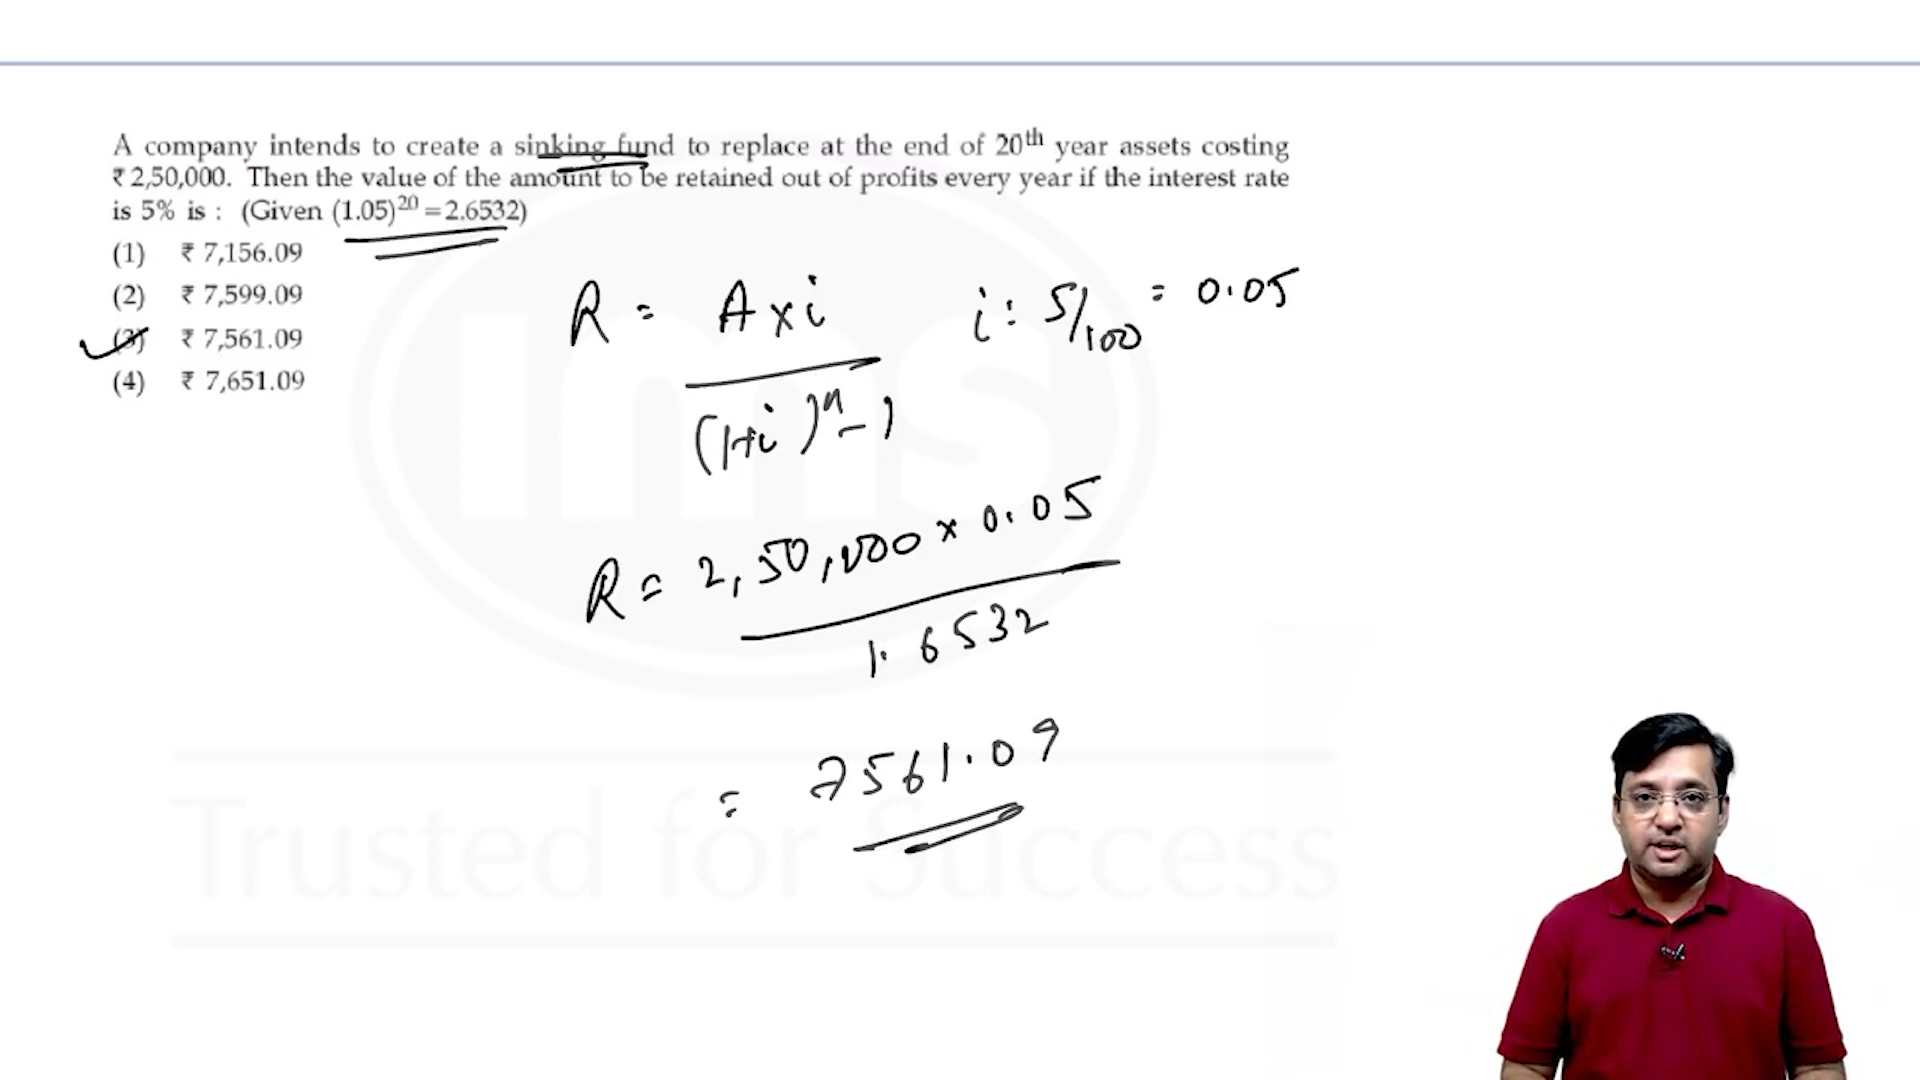 A company intends to create a sinking fund to replace at the end of 20th year assets costing
₹ 2,50,000. Then the value of the amount to be retained out of profits every year if the interest rate
is 5% is : (Given (1.05)^20 = 2.6532)
(1) ₹ 7,156.09
(2) ₹ 7,599.09
(3) ₹ 7,561.09
(4) ₹ 7,651.09
R = A × i
(1+i)^n - 1
i : 5/100 = 0.05
R = 2,50,000 × 0.05
1.6532
= 7561.09
ims
Trusted for Success